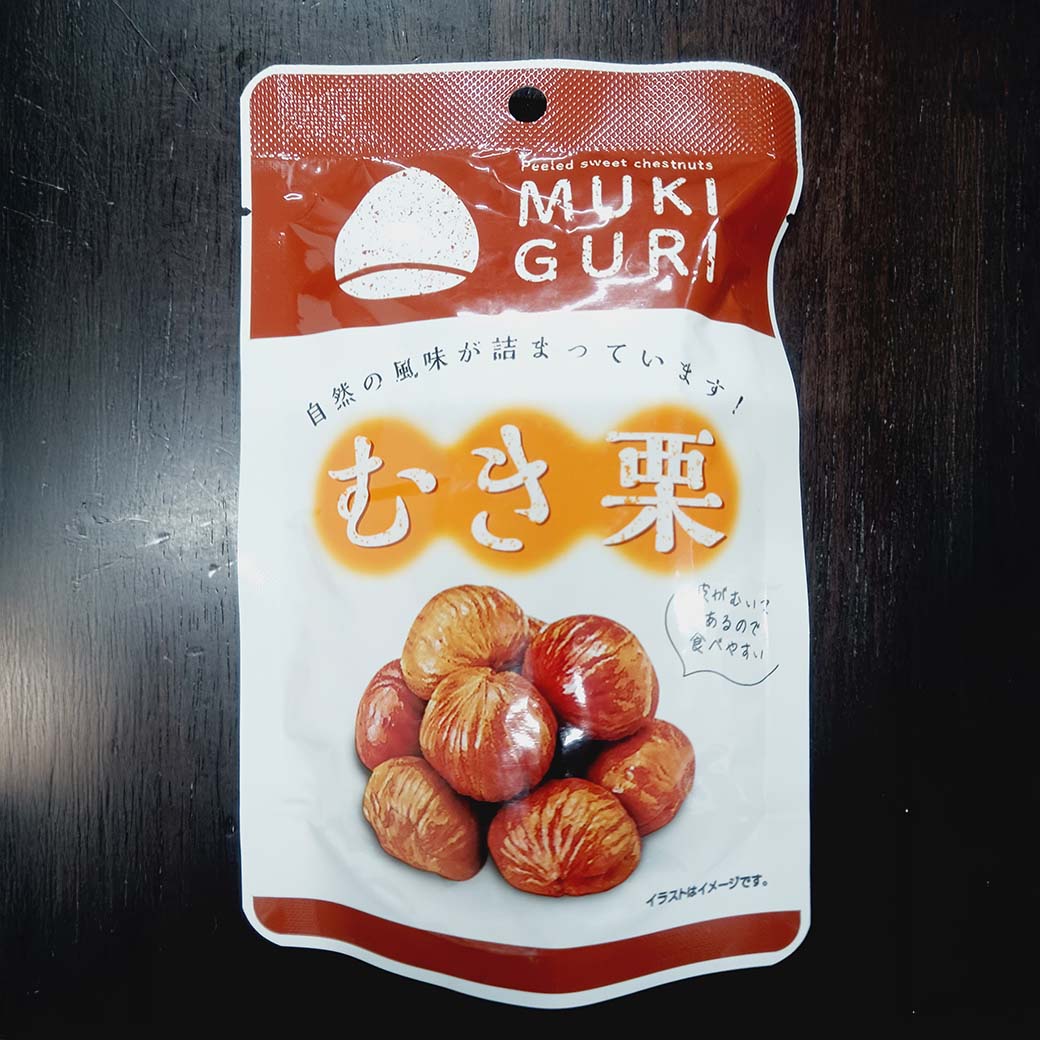 Peeled sweet chestnuts
MUKI
GURI
自然の風味が詰まっています!
むき栗
皮がむいて
あるので
食べやすい
イラストはイメージです。